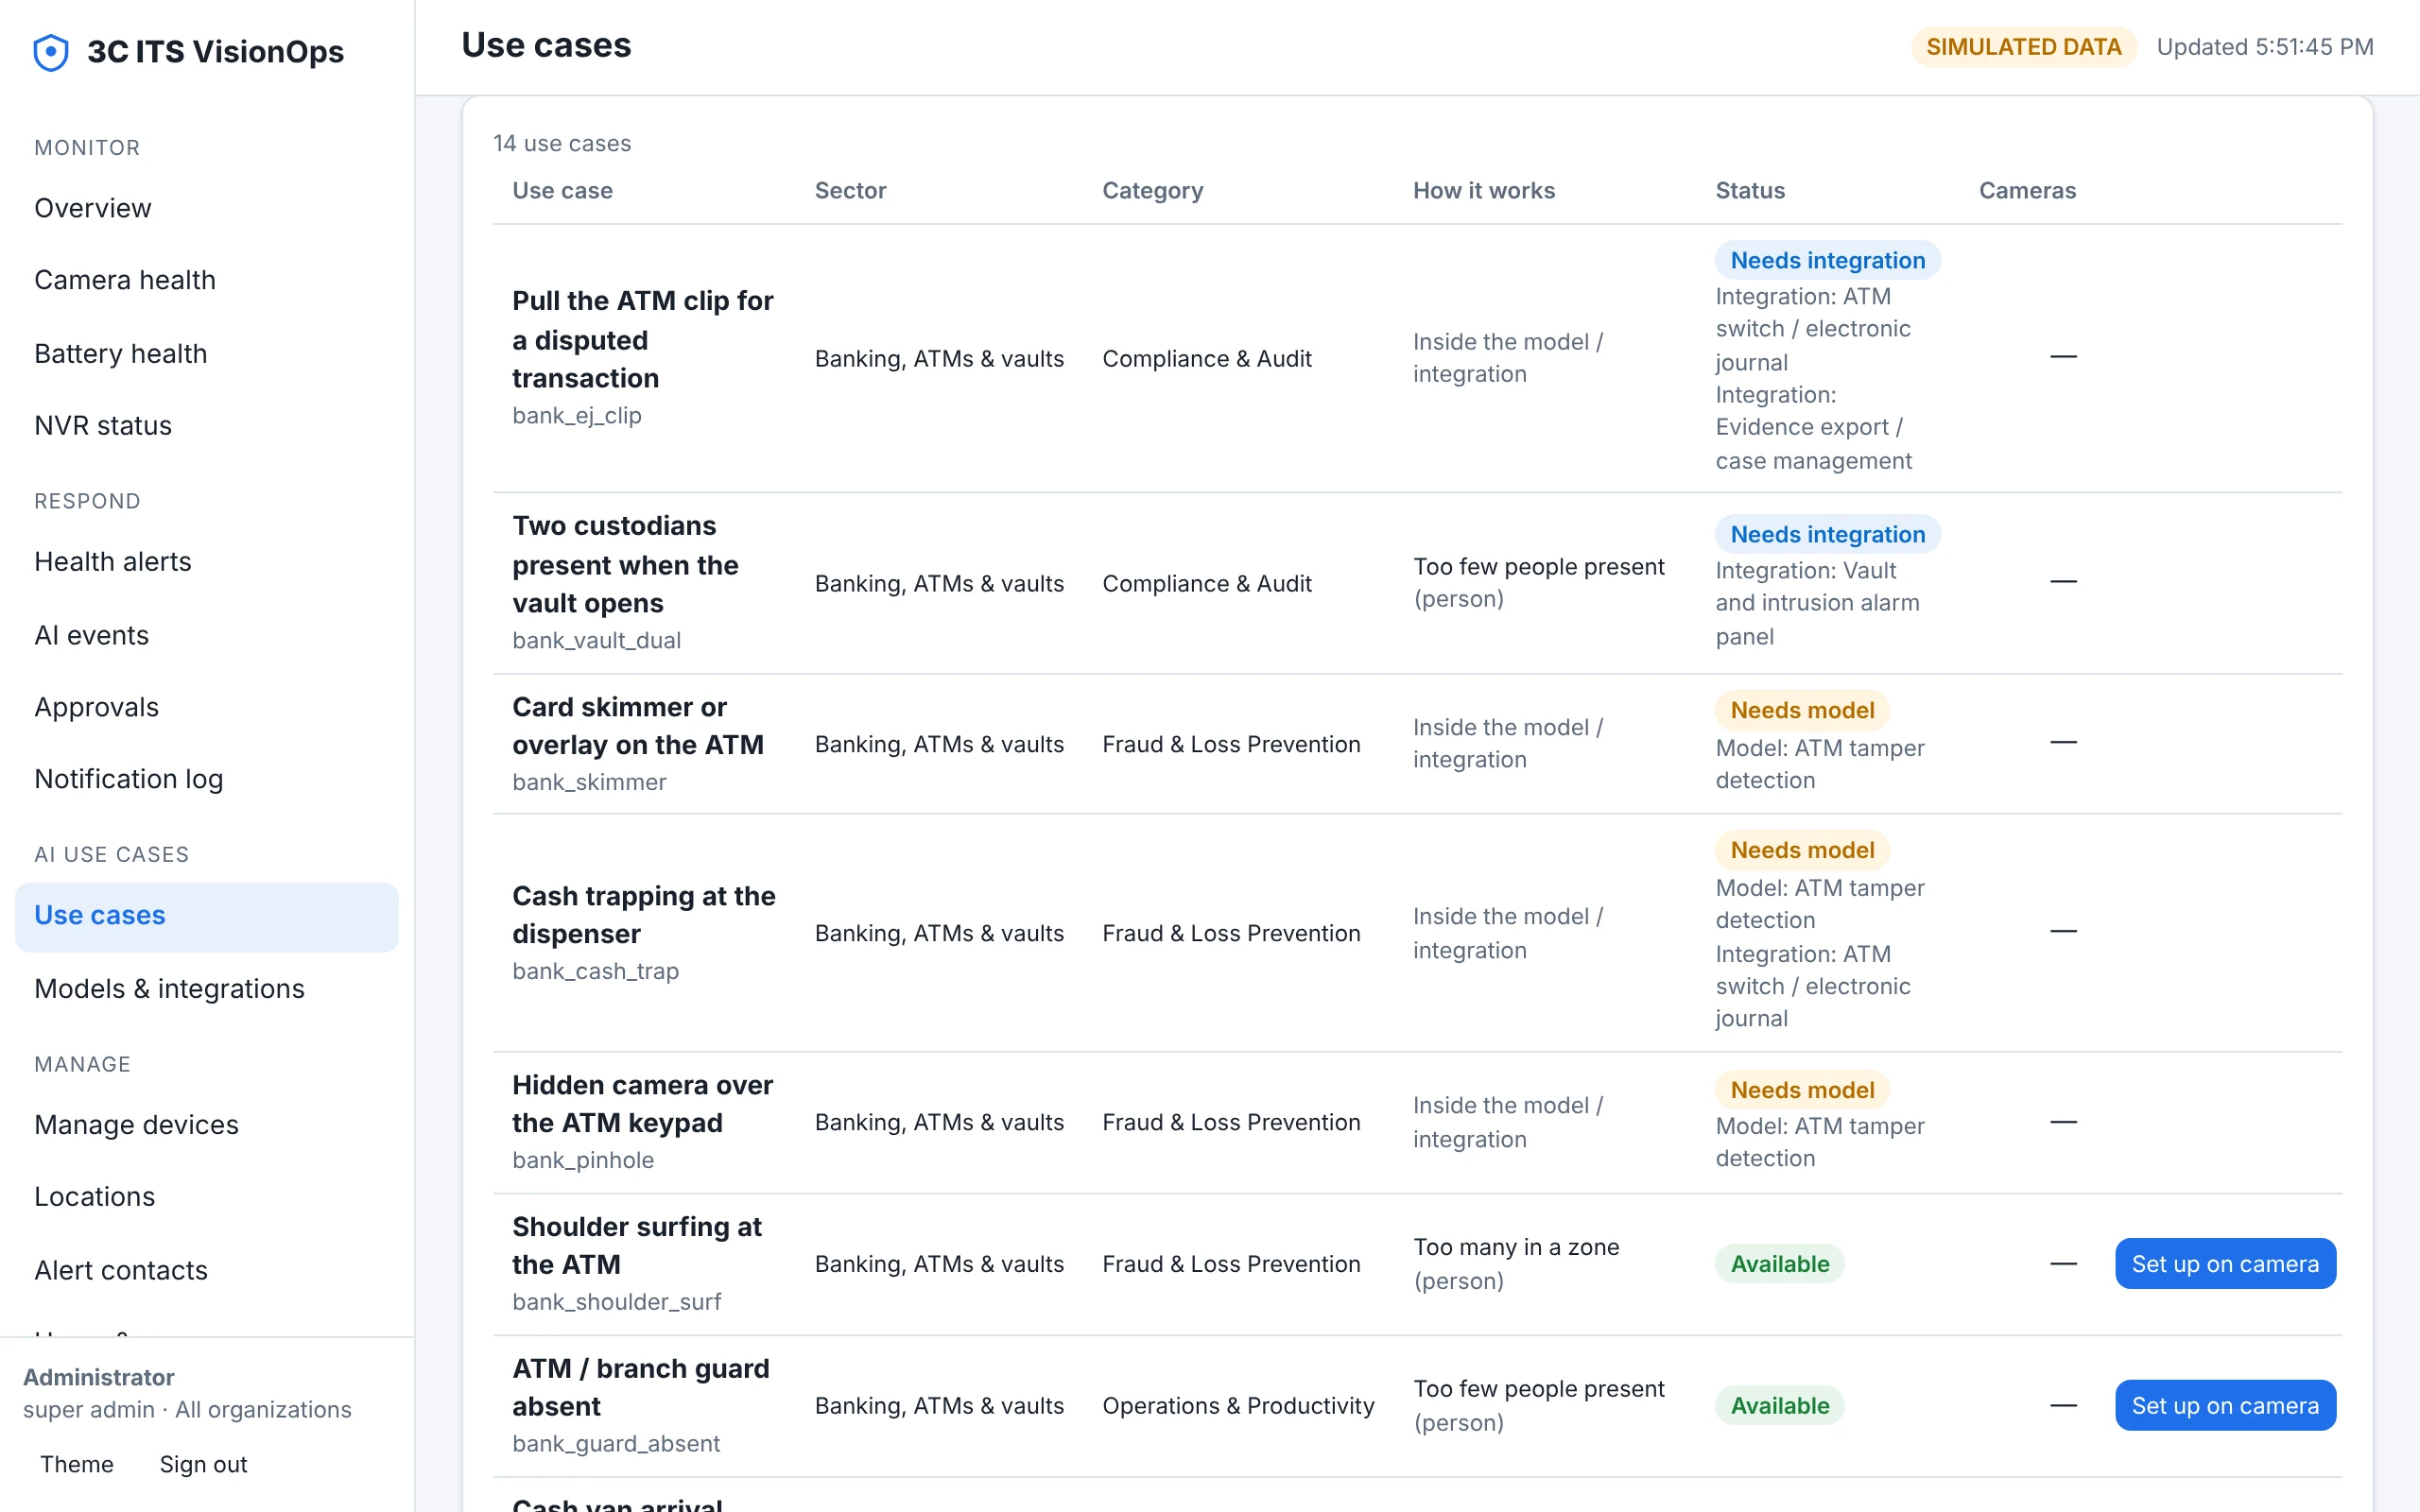 3C ITS VisionOps
MONITOR
Overview
Camera health
Battery health
NVR status
RESPOND
Health alerts
AI events
Approvals
Notification log
AI USE CASES
Use cases
Models & integrations
MANAGE
Manage devices
Locations
Alert contacts
Administrator
super admin · All organizations
Theme Sign out
Use cases
SIMULATED DATA Updated 5:51:45 PM
14 use cases
Use case Sector Category How it works Status Cameras
Pull the ATM clip for
a disputed
transaction
bank_ej_clip
Banking, ATMs & vaults
Compliance & Audit
Inside the model /
integration
Needs integration
Integration: ATM
switch / electronic
journal
Integration:
Evidence export /
case management
—
Two custodians
present when the
vault opens
bank_vault_dual
Banking, ATMs & vaults
Compliance & Audit
Too few people present
(person)
Needs integration
Integration: Vault
and intrusion alarm
panel
—
Card skimmer or
overlay on the ATM
bank_skimmer
Banking, ATMs & vaults
Fraud & Loss Prevention
Inside the model /
integration
Needs model
Model: ATM tamper
detection
—
Cash trapping at the
dispenser
bank_cash_trap
Banking, ATMs & vaults
Fraud & Loss Prevention
Inside the model /
integration
Needs model
Model: ATM tamper
detection
Integration: ATM
switch / electronic
journal
—
Hidden camera over
the ATM keypad
bank_pinhole
Banking, ATMs & vaults
Fraud & Loss Prevention
Inside the model /
integration
Needs model
Model: ATM tamper
detection
—
Shoulder surfing at
the ATM
bank_shoulder_surf
Banking, ATMs & vaults
Fraud & Loss Prevention
Too many in a zone
(person)
Available
—
Set up on camera
ATM / branch guard
absent
bank_guard_absent
Banking, ATMs & vaults
Operations & Productivity
Too few people present
(person)
Available
—
Set up on camera
Cash van arrival